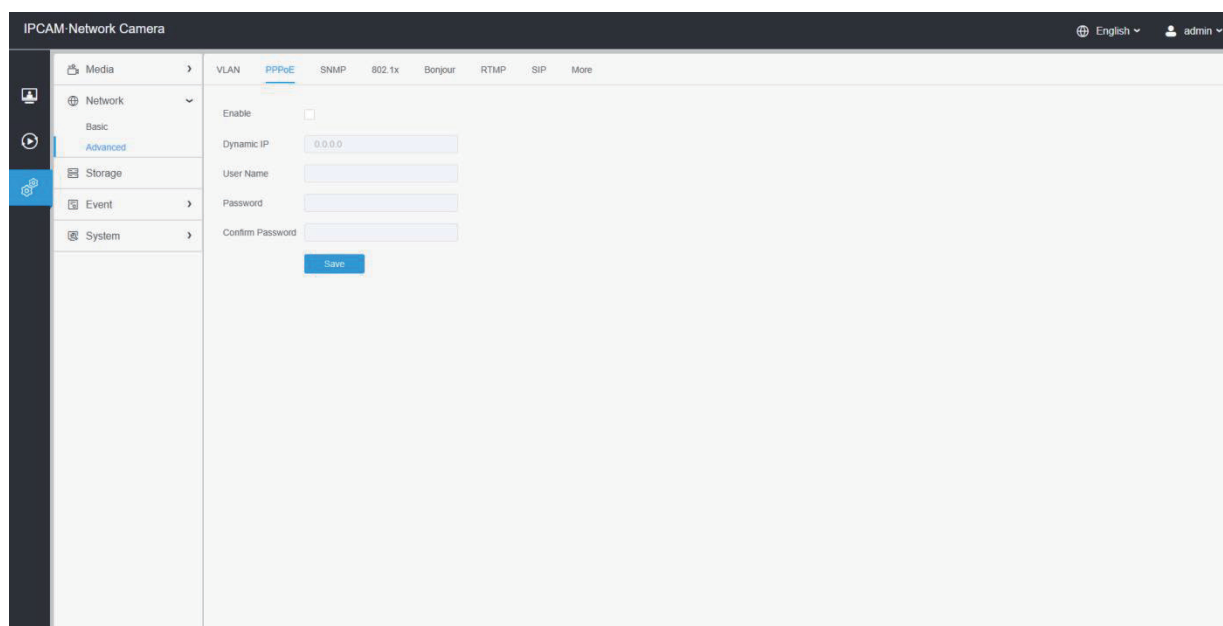 IPCAM·Network Camera
English
admin
Media
Network
Basic
Advanced
Storage
Event
System
VLAN PPPoE SNMP 802.1x Bonjour RTMP SIP More
Enable
Dynamic IP 0.0.0.0
User Name
Password
Confirm Password
Save